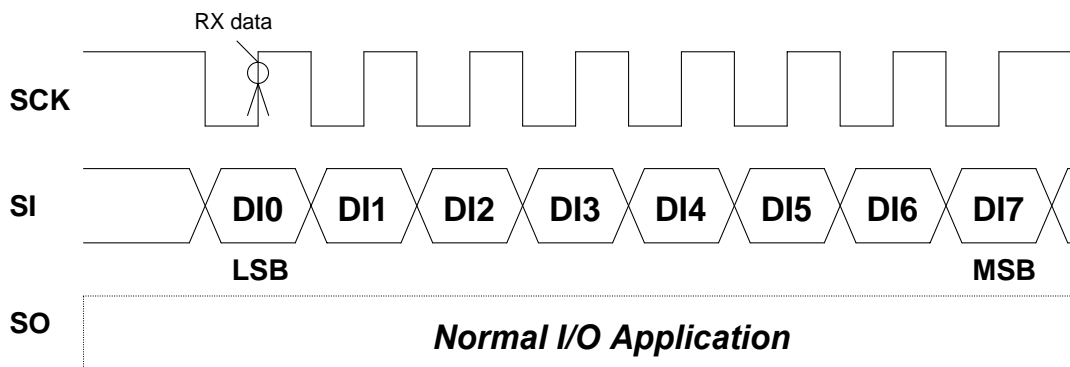 RX data
SCK
SI DI0 DI1 DI2 DI3 DI4 DI5 DI6 DI7
LSB MSB
SO Normal I/O Application